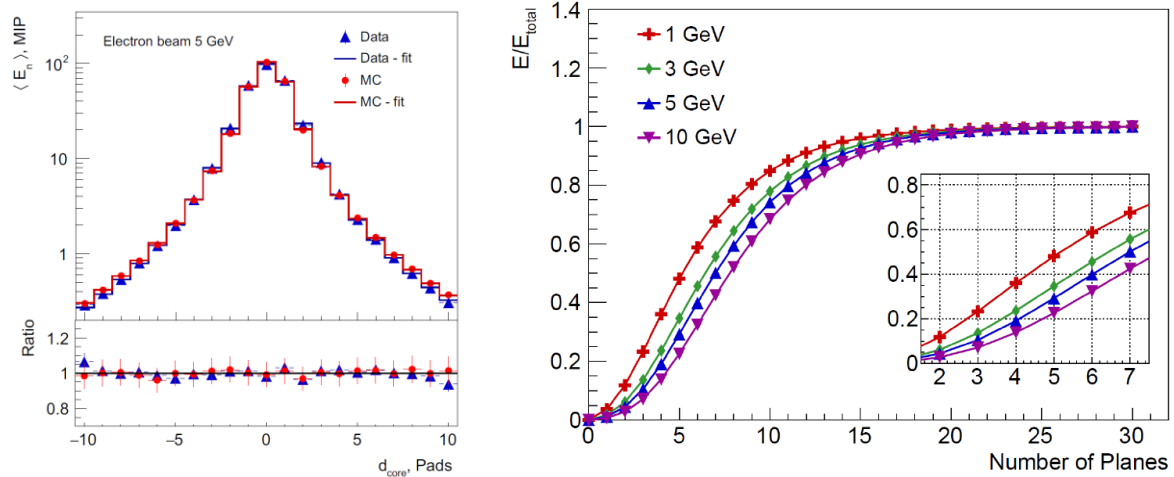 Electron beam 5 GeV
Data
Data - fit
MC
MC - fit
⟨ E_n ⟩, MIP
10²
10
1
Ratio
1.2
1
0.8
−10 −5 0 5 10
d_core, Pads
E/E_total
1.4
1.2
1
0.8
0.6
0.4
0.2
0
1 GeV
3 GeV
5 GeV
10 GeV
0.8
0.6
0.4
0.2
0
2 3 4 5 6 7
0 5 10 15 20 25 30
Number of Planes